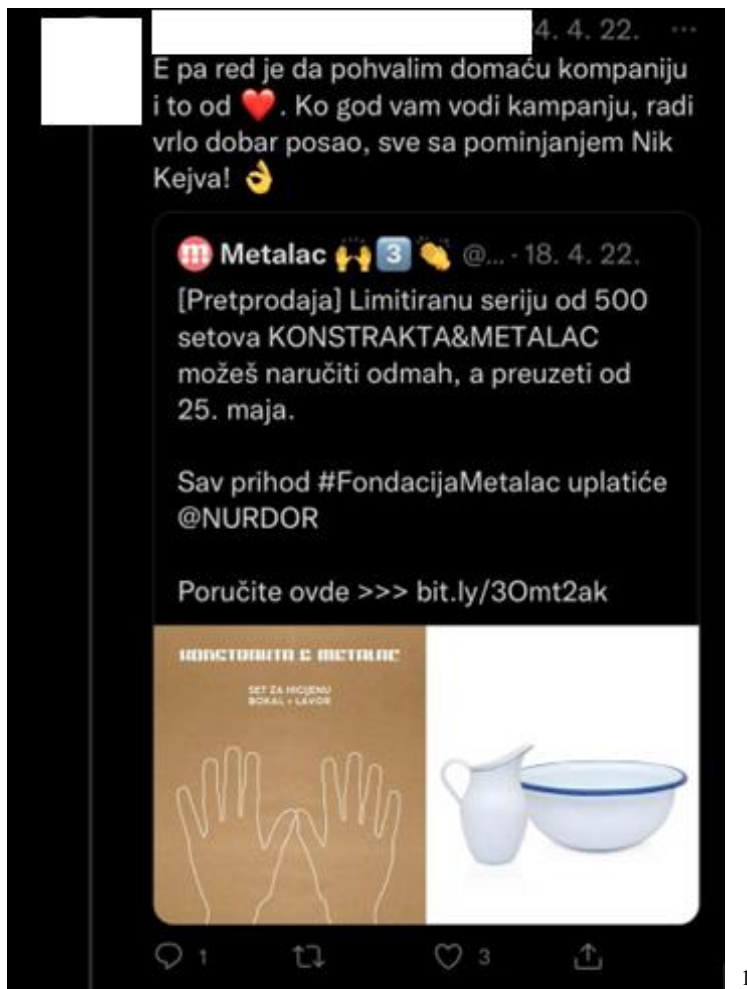 4. 4. 22. ...
E pa red je da pohvalim domaću kompaniju
i to od ❤️. Ko god vam vodi kampanju, radi
vrlo dobar posao, sve sa pominjanjem Nik
Kejva! 👌
Metalac 🙌3️⃣👏 @... · 18. 4. 22.
[Pretprodaja] Limitiranu seriju od 500
setova KONSTRAKTA&METALAC
možeš naručiti odmah, a preuzeti od
25. maja.
Sav prihod #FondacijaMetalac uplatiće
@NURDOR
Poručite ovde >>> bit.ly/3Omt2ak
KONSTRAKTA & METALAC
SET ZA HIGIJENU
BOKAL + LAVOR
1 3
1